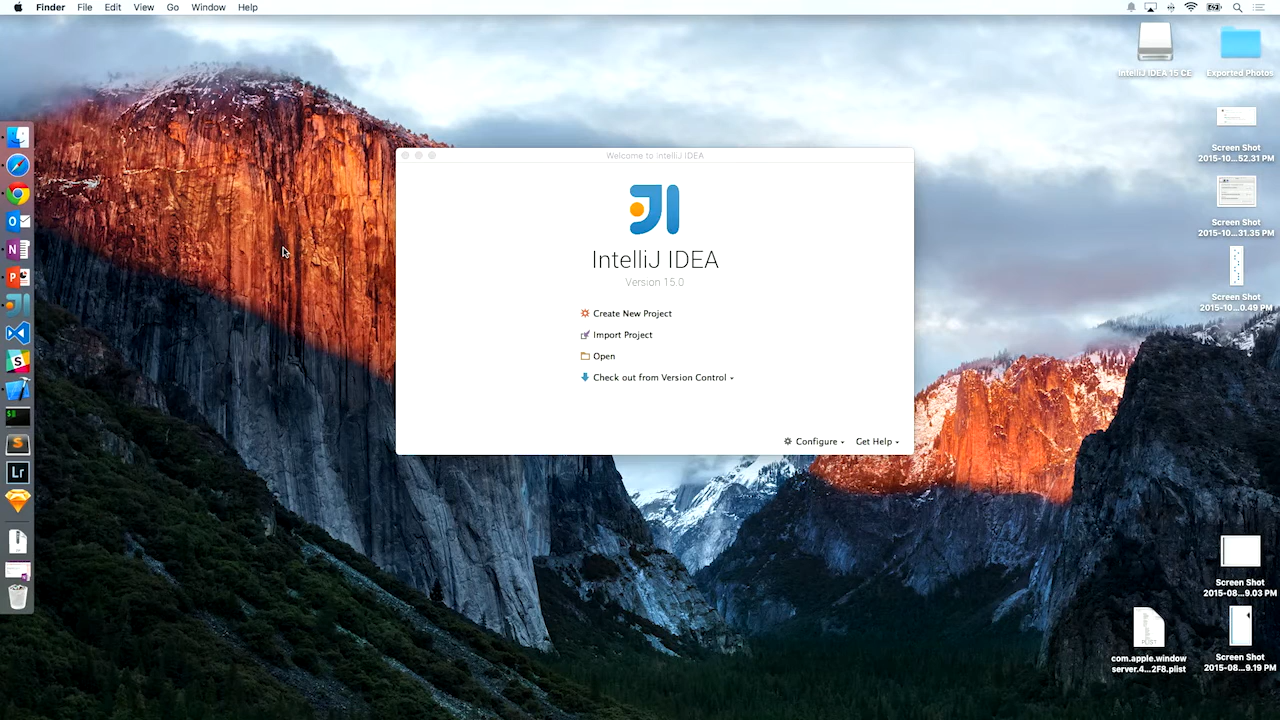 Finder File Edit View Go Window Help
IntelliJ IDEA 15 CE
Exported Photos
Screen Shot
2015-10...52.31 PM
Screen Shot
2015-10...31.35 PM
Screen Shot
2015-10...0.49 PM
Welcome to IntelliJ IDEA
IntelliJ IDEA
Version 15.0
Create New Project
Import Project
Open
Check out from Version Control
Configure
Get Help
Screen Shot
2015-08...9.03 PM
PLIST
com.apple.window
server.4...2F8.plist
Screen Shot
2015-08...9.19 PM
N
P
S
$
S
Lr